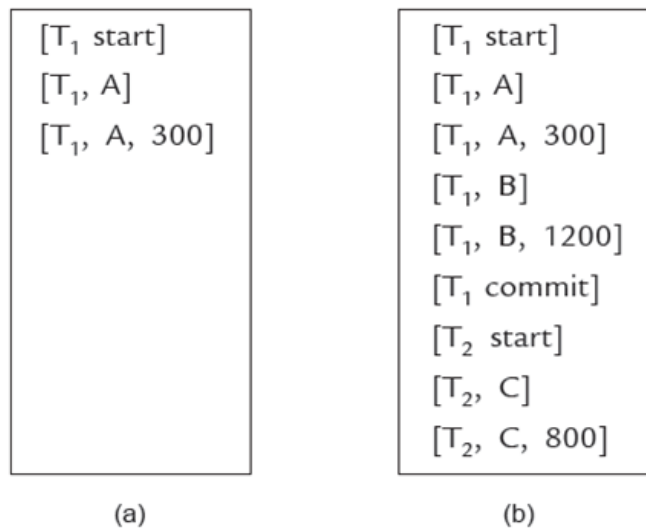 [T₁ start]
[T₁, A]
[T₁, A, 300]
(a)
[T₁ start]
[T₁, A]
[T₁, A, 300]
[T₁, B]
[T₁, B, 1200]
[T₁ commit]
[T₂ start]
[T₂, C]
[T₂, C, 800]
(b)